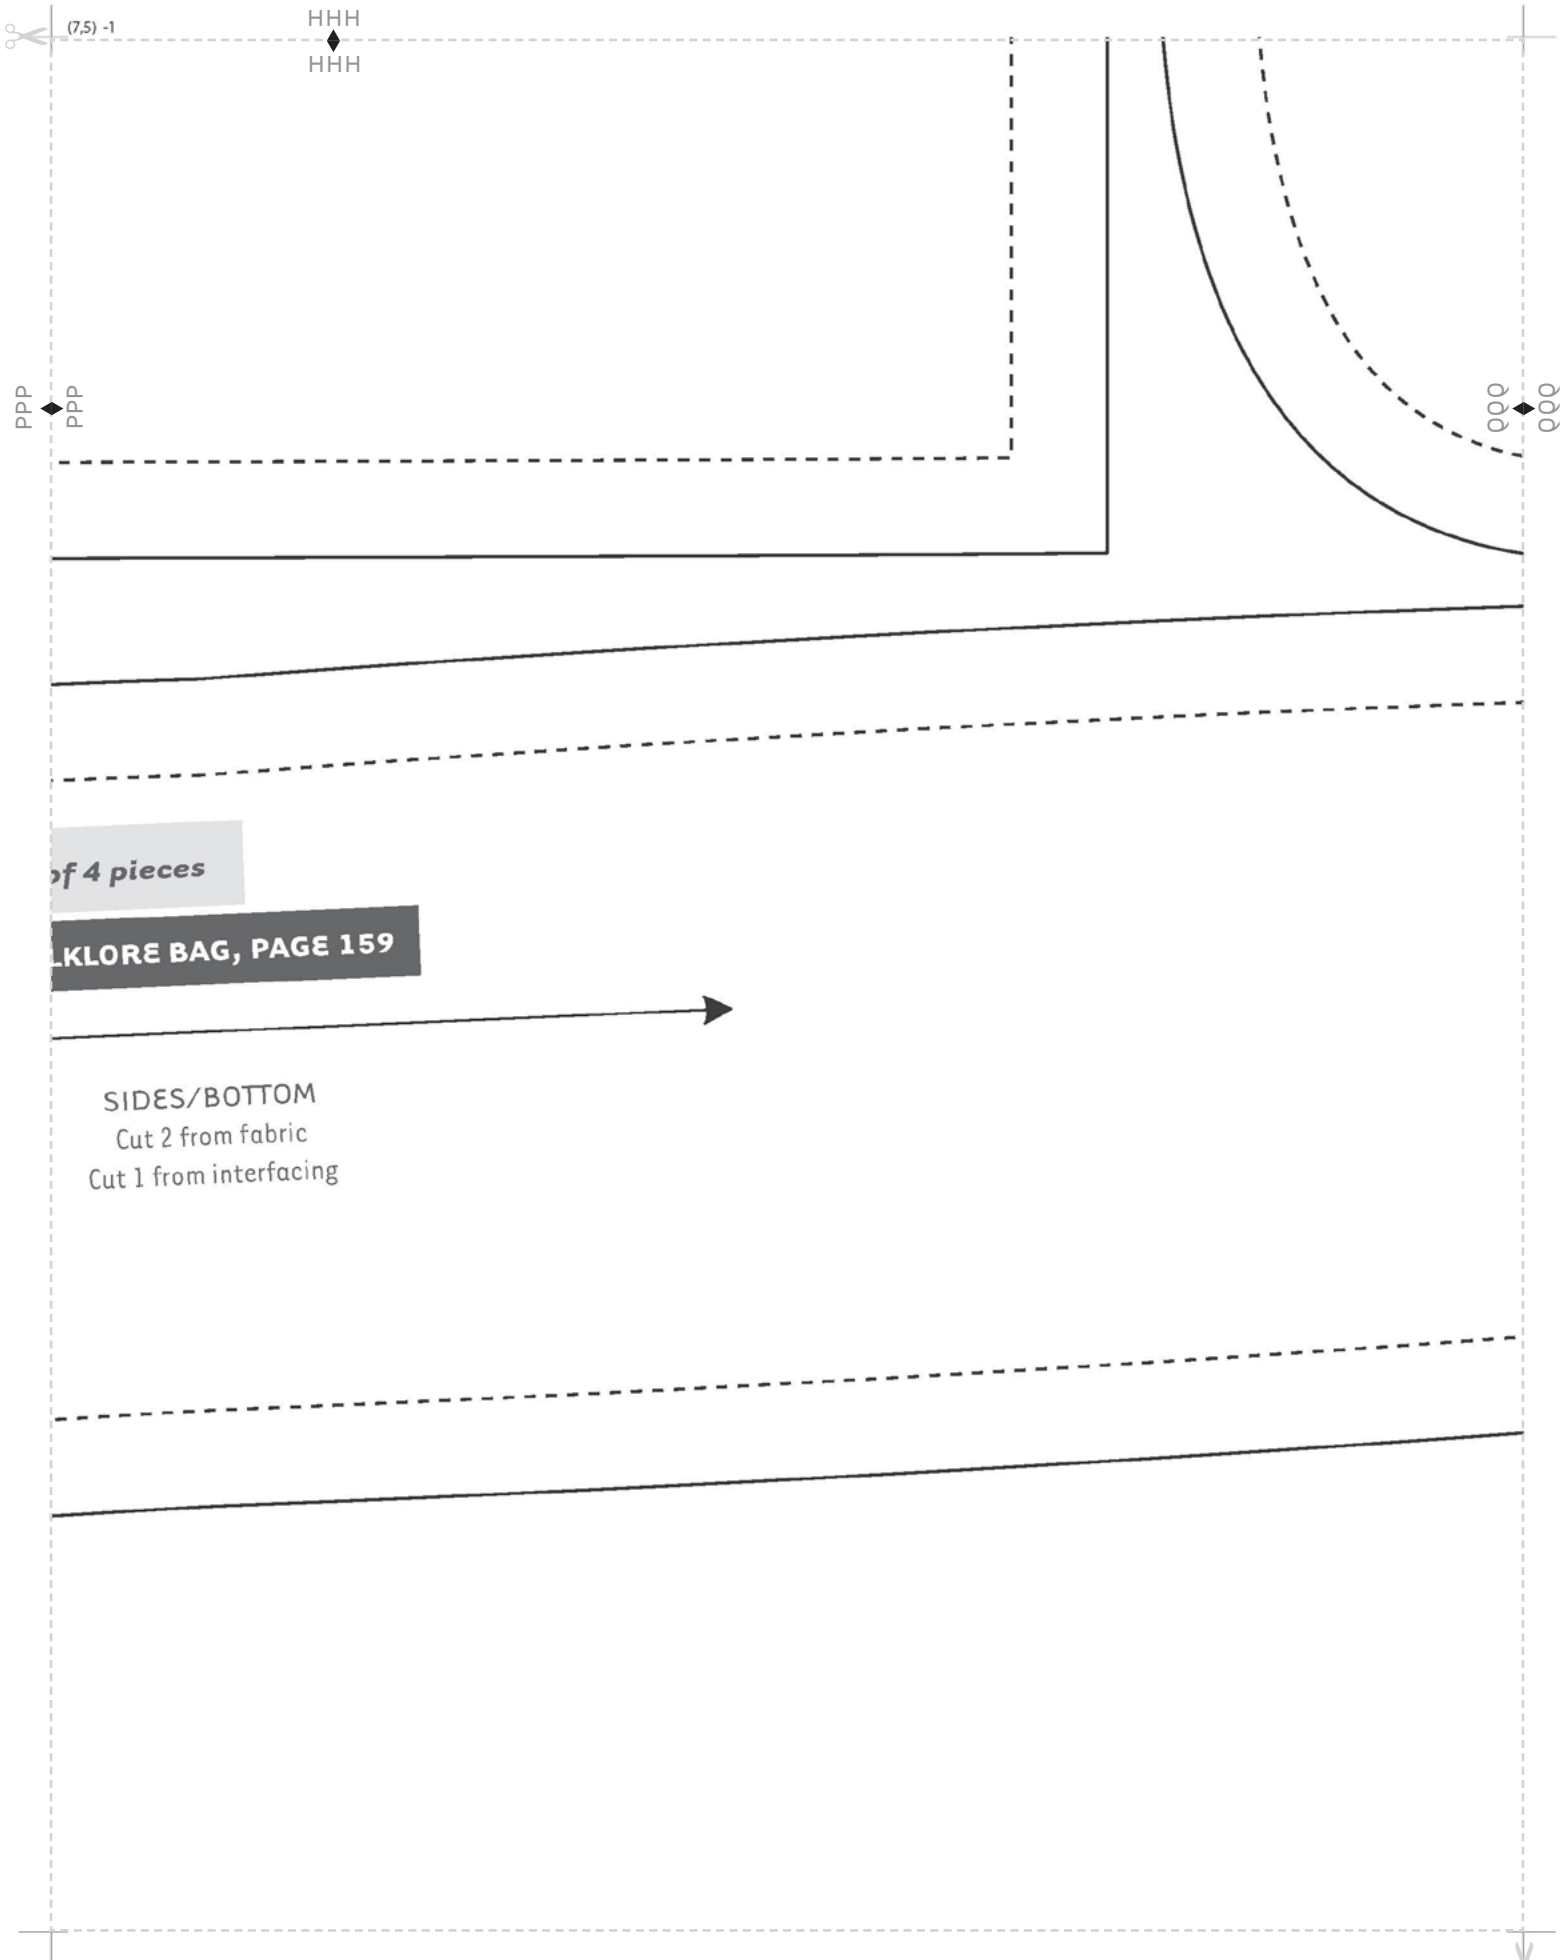 (7,5) -1
HHH
HHH
PPP
PPP
QQQ
QQQ
of 4 pieces
LKLORE BAG, PAGE 159
SIDES/BOTTOM
Cut 2 from fabric
Cut 1 from interfacing